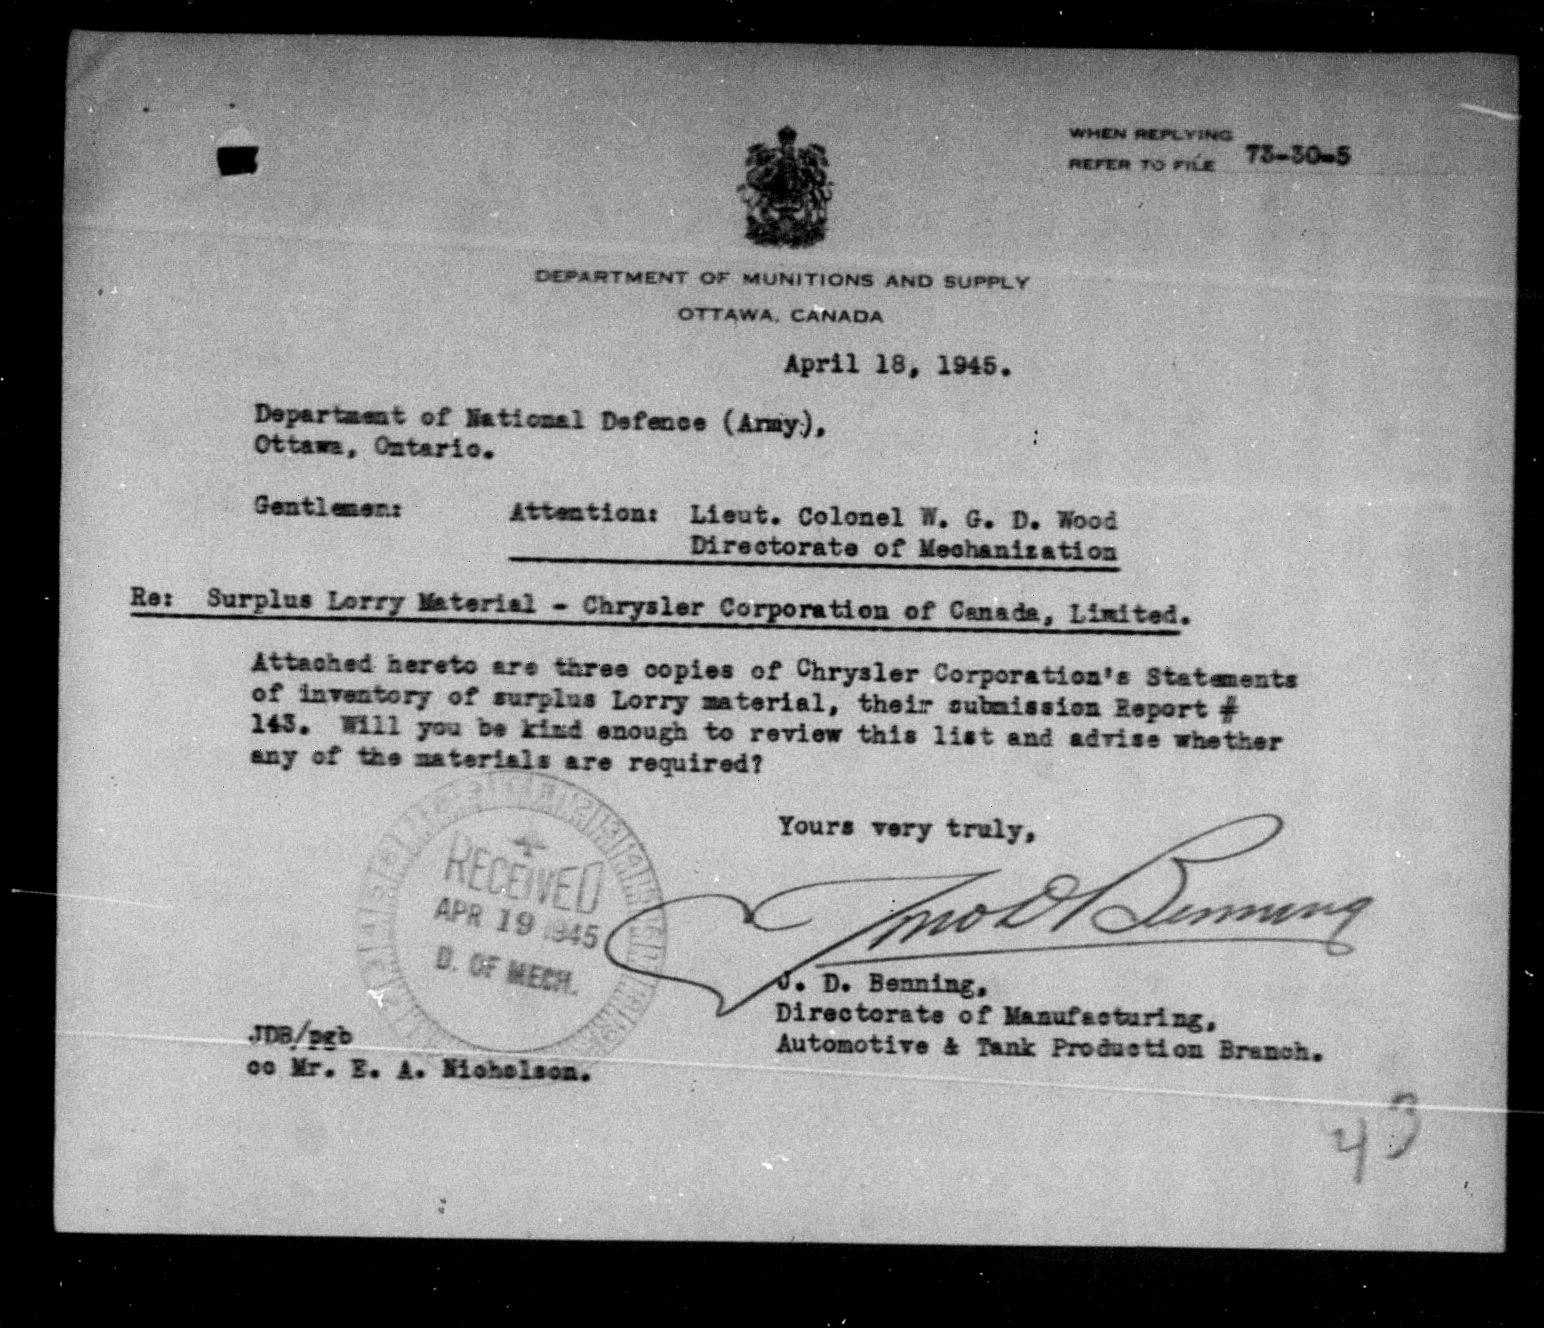 WHEN REPLYING
REFER TO FILE 73-30-5
DEPARTMENT OF MUNITIONS AND SUPPLY
OTTAWA, CANADA
April 18, 1945.
Department of National Defence (Army),
Ottawa, Ontario.
Gentlemen: Attention: Lieut. Colonel W. G. D. Wood
Directorate of Mechanization
Re: Surplus Lorry Material - Chrysler Corporation of Canada, Limited.
Attached hereto are three copies of Chrysler Corporation's Statements
of inventory of surplus Lorry material, their submission Report #
143. Will you be kind enough to review this list and advise whether
any of the materials are required?
Yours very truly,
RECEIVED
APR 19 1945
D. OF MECH.
Jno D Benning
J. D. Benning,
Directorate of Manufacturing,
Automotive & Tank Production Branch.
JDB/pgb
cc Mr. E. A. Nicholson.
43